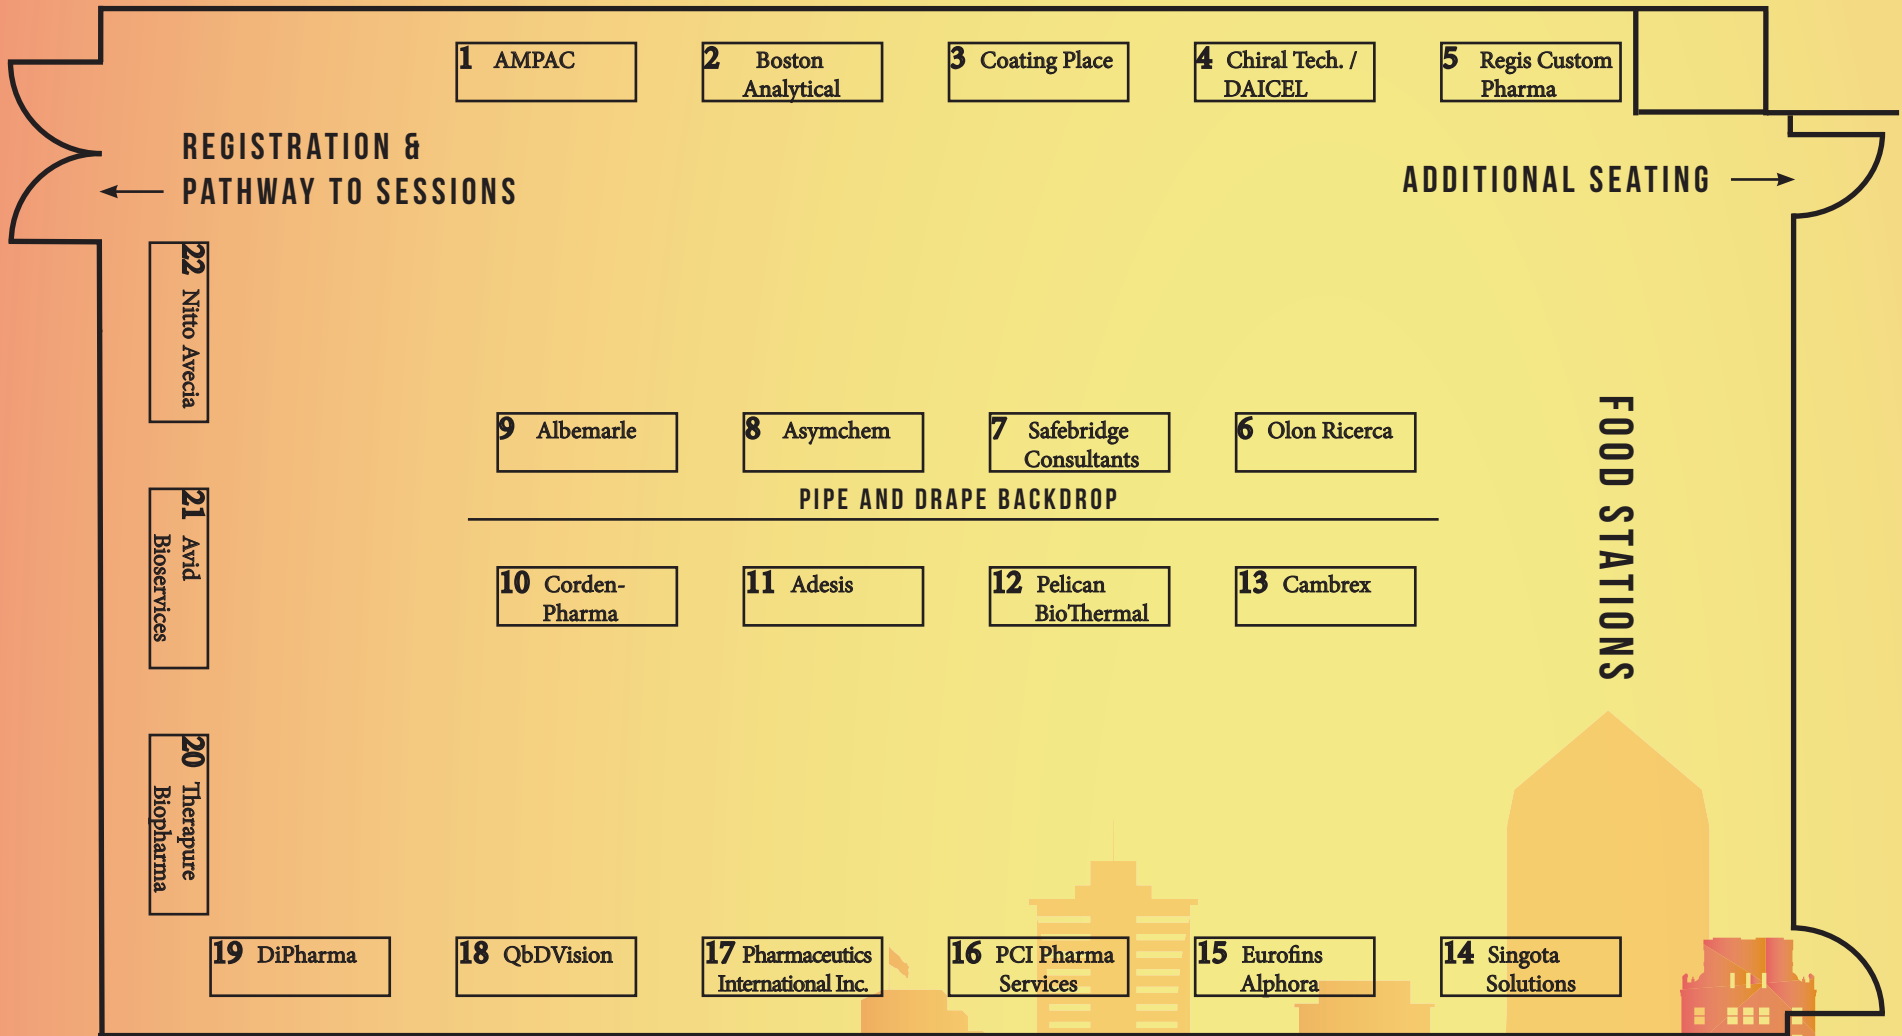 1 AMPAC
2 Boston
Analytical
3 Coating Place
4 Chiral Tech. /
DAICEL
5 Regis Custom
Pharma
REGISTRATION &
PATHWAY TO SESSIONS
ADDITIONAL SEATING
22 Nitto Avecia
21 Avid
Bioservices
20 Therapure
Biopharma
9 Albemarle
8 Asymchem
7 Safebridge
Consultants
6 Olon Ricerca
PIPE AND DRAPE BACKDROP
10 Corden-
Pharma
11 Adesis
12 Pelican
BioThermal
13 Cambrex
FOOD STATIONS
19 DiPharma
18 QbDVision
17 Pharmaceutics
International Inc.
16 PCI Pharma
Services
15 Eurofins
Alphora
14 Singota
Solutions